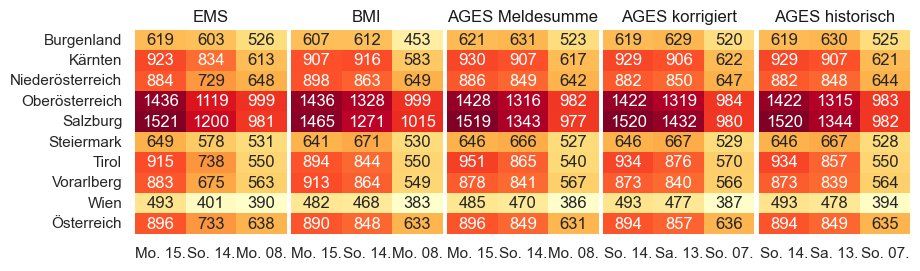 EMS BMI AGES Meldesumme AGES korrigiert AGES historisch
Burgenland 619 603 526 607 612 453 621 631 523 619 629 520 619 630 525
Kärnten 923 834 613 907 916 583 930 907 617 929 906 622 929 907 621
Niederösterreich 884 729 648 898 863 649 886 849 642 882 850 647 882 848 644
Oberösterreich 1436 1119 999 1436 1328 999 1428 1316 982 1422 1319 984 1422 1315 983
Salzburg 1521 1200 981 1465 1271 1015 1519 1343 977 1520 1432 980 1520 1344 982
Steiermark 649 578 531 641 671 530 646 666 527 646 667 529 646 667 528
Tirol 915 738 550 894 844 550 951 865 540 934 876 570 934 857 550
Vorarlberg 883 675 563 913 864 549 878 841 567 873 840 566 873 839 564
Wien 493 401 390 482 468 383 485 470 386 493 477 387 493 478 394
Österreich 896 733 638 890 848 633 896 849 631 894 857 636 894 849 635
Mo. 15. So. 14. Mo. 08. Mo. 15. So. 14. Mo. 08. Mo. 15. So. 14. Mo. 08. So. 14. Sa. 13. So. 07. So. 14. Sa. 13. So. 07.